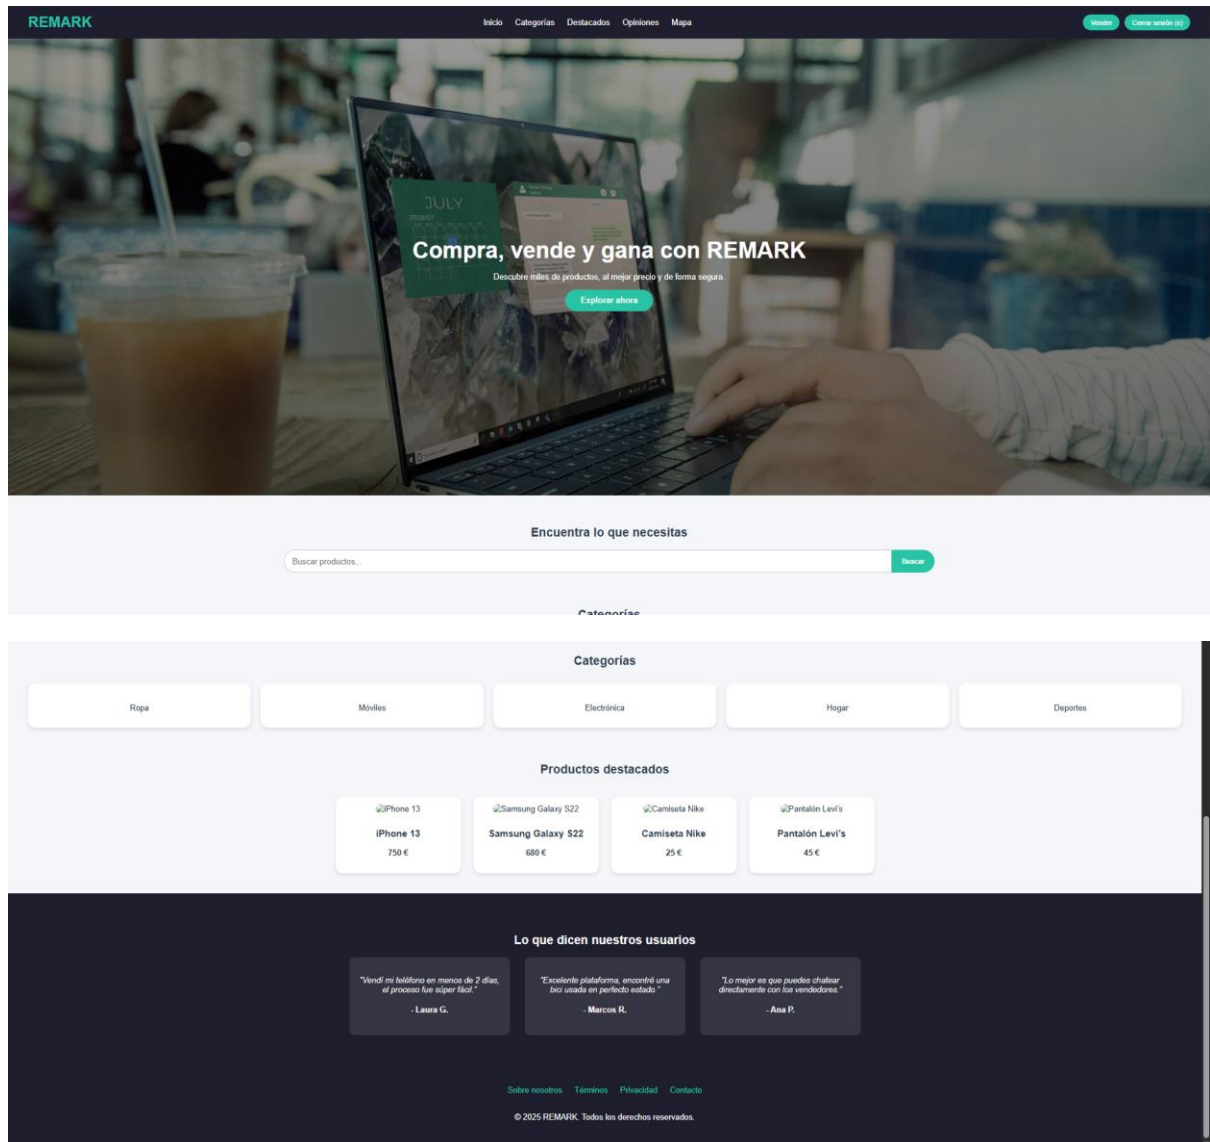 REMARK
Inicio Categorías Destacados Opiniones Mapa
Vender Cerrar sesión (e)
JULY
Compra, vende y gana con REMARK
Descubre miles de productos, al mejor precio y de forma segura.
Explorar ahora
Encuentra lo que necesitas
Buscar productos...
Buscar
Categorías
Categorías
Ropa Móviles Electrónica Hogar Deportes
Productos destacados
iPhone 13 Samsung Galaxy S22 Camiseta Nike Pantalón Levi's
iPhone 13 Samsung Galaxy S22 Camiseta Nike Pantalón Levi's
750 € 680 € 25 € 45 €
Lo que dicen nuestros usuarios
"Vendí mi teléfono en menos de 2 días,
el proceso fue súper fácil."
- Laura G.
"Excelente plataforma, encontré una
bici usada en perfecto estado."
- Marcos R.
"Lo mejor es que puedes chatear
directamente con los vendedores."
- Ana P.
Sobre nosotros Términos Privacidad Contacto
© 2025 REMARK. Todos los derechos reservados.